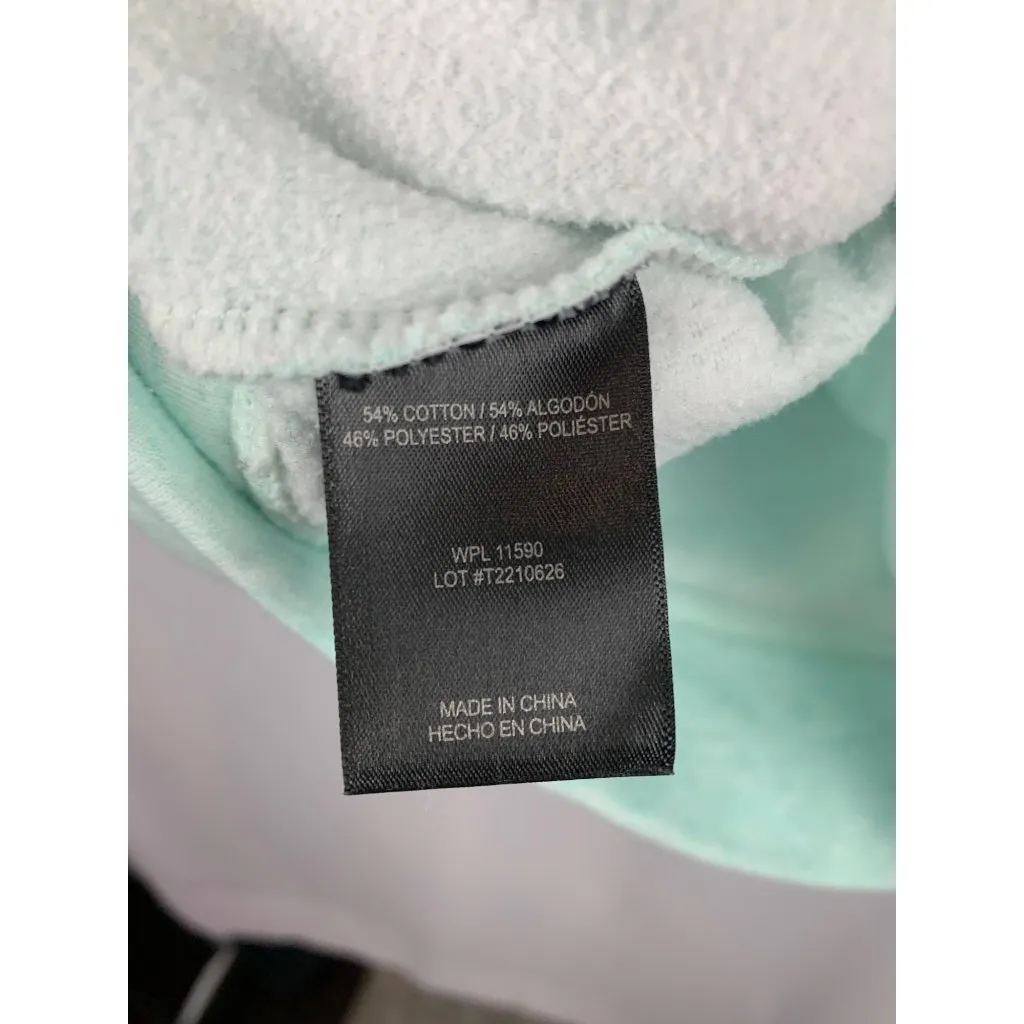 54% COTTON / 54% ALGODÓN
46% POLYESTER / 46% POLIÉSTER
WPL 11590
LOT #T2210626
MADE IN CHINA
HECHO EN CHINA